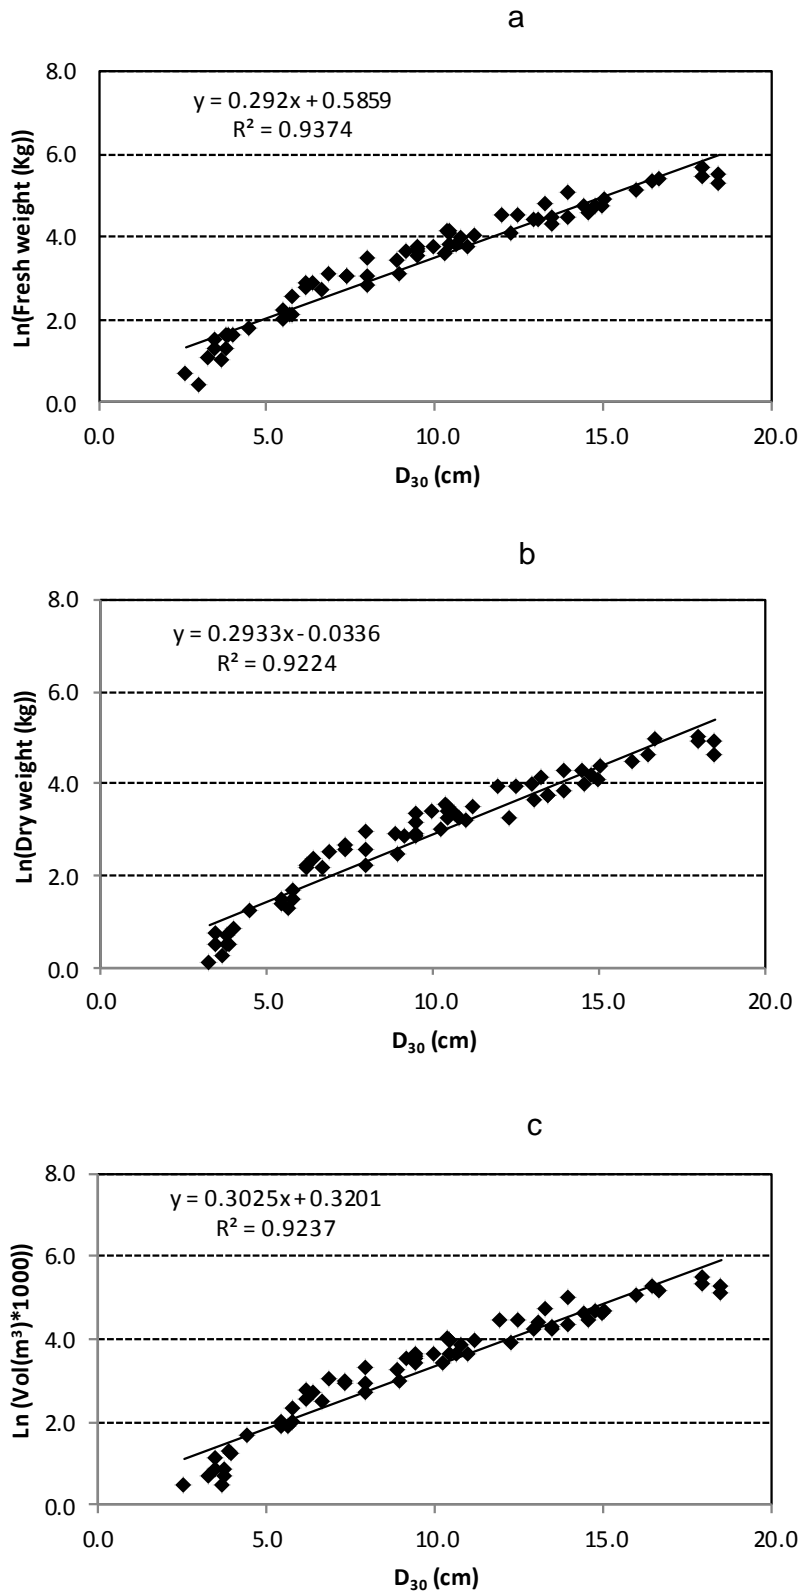 a
8.0
y = 0.292x + 0.5859
R² = 0.9374
6.0
4.0
2.0
0.0
Ln(Fresh weight (Kg))
0.0 5.0 10.0 15.0 20.0
D₃₀ (cm)
b
8.0
y = 0.2933x - 0.0336
R² = 0.9224
6.0
4.0
2.0
0.0
Ln(Dry weight (kg))
0.0 5.0 10.0 15.0 20.0
D₃₀ (cm)
c
8.0
y = 0.3025x + 0.3201
R² = 0.9237
6.0
4.0
2.0
0.0
Ln (Vol(m³)*1000))
0.0 5.0 10.0 15.0 20.0
D₃₀ (cm)